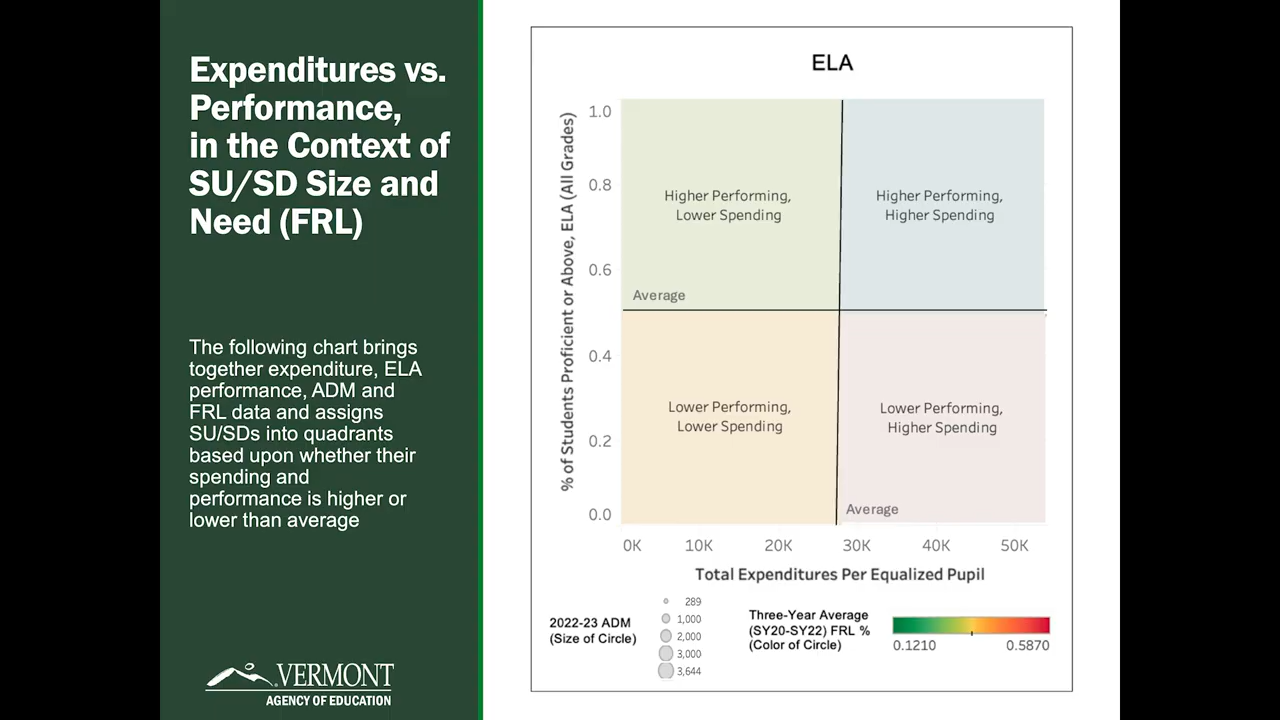 Expenditures vs.
Performance,
in the Context of
SU/SD Size and
Need (FRL)
The following chart brings
together expenditure, ELA
performance, ADM and
FRL data and assigns
SU/SDs into quadrants
based upon whether their
spending and
performance is higher or
lower than average
VERMONT
AGENCY OF EDUCATION
ELA
% of Students Proficient or Above, ELA (All Grades)
1.0
0.8
0.6
0.4
0.2
0.0
Higher Performing,
Lower Spending
Higher Performing,
Higher Spending
Average
Lower Performing,
Lower Spending
Lower Performing,
Higher Spending
Average
0K 10K 20K 30K 40K 50K
Total Expenditures Per Equalized Pupil
2022-23 ADM
(Size of Circle)
289
1,000
2,000
3,000
3,644
Three-Year Average
(SY20-SY22) FRL %
(Color of Circle)
0.1210 0.5870